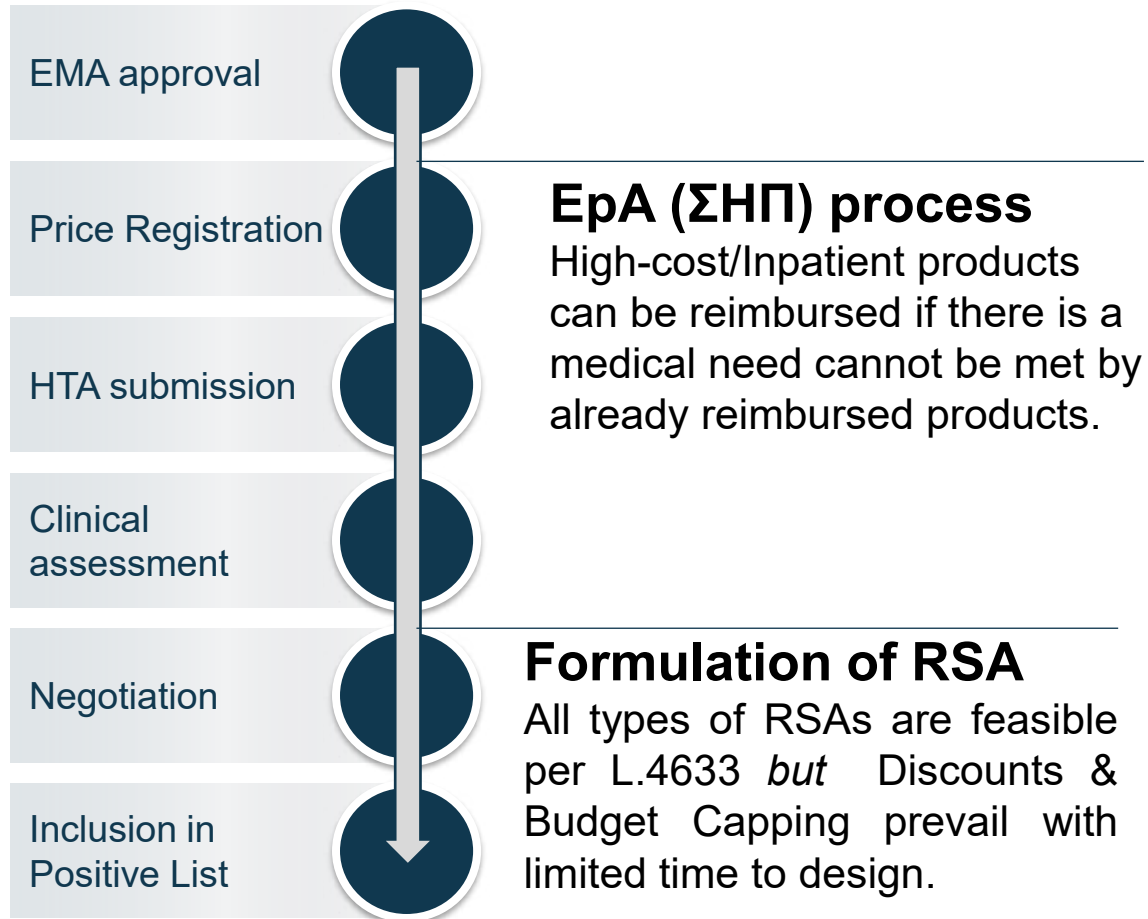 EMA approval
Price Registration
EpA (ΣΗΠ) process
High-cost/Inpatient products
can be reimbursed if there is a
medical need cannot be met by
already reimbursed products.
HTA submission
Clinical
assessment
Negotiation
Formulation of RSA
All types of RSAs are feasible
per L.4633 but Discounts &
Budget Capping prevail with
limited time to design.
Inclusion in
Positive List